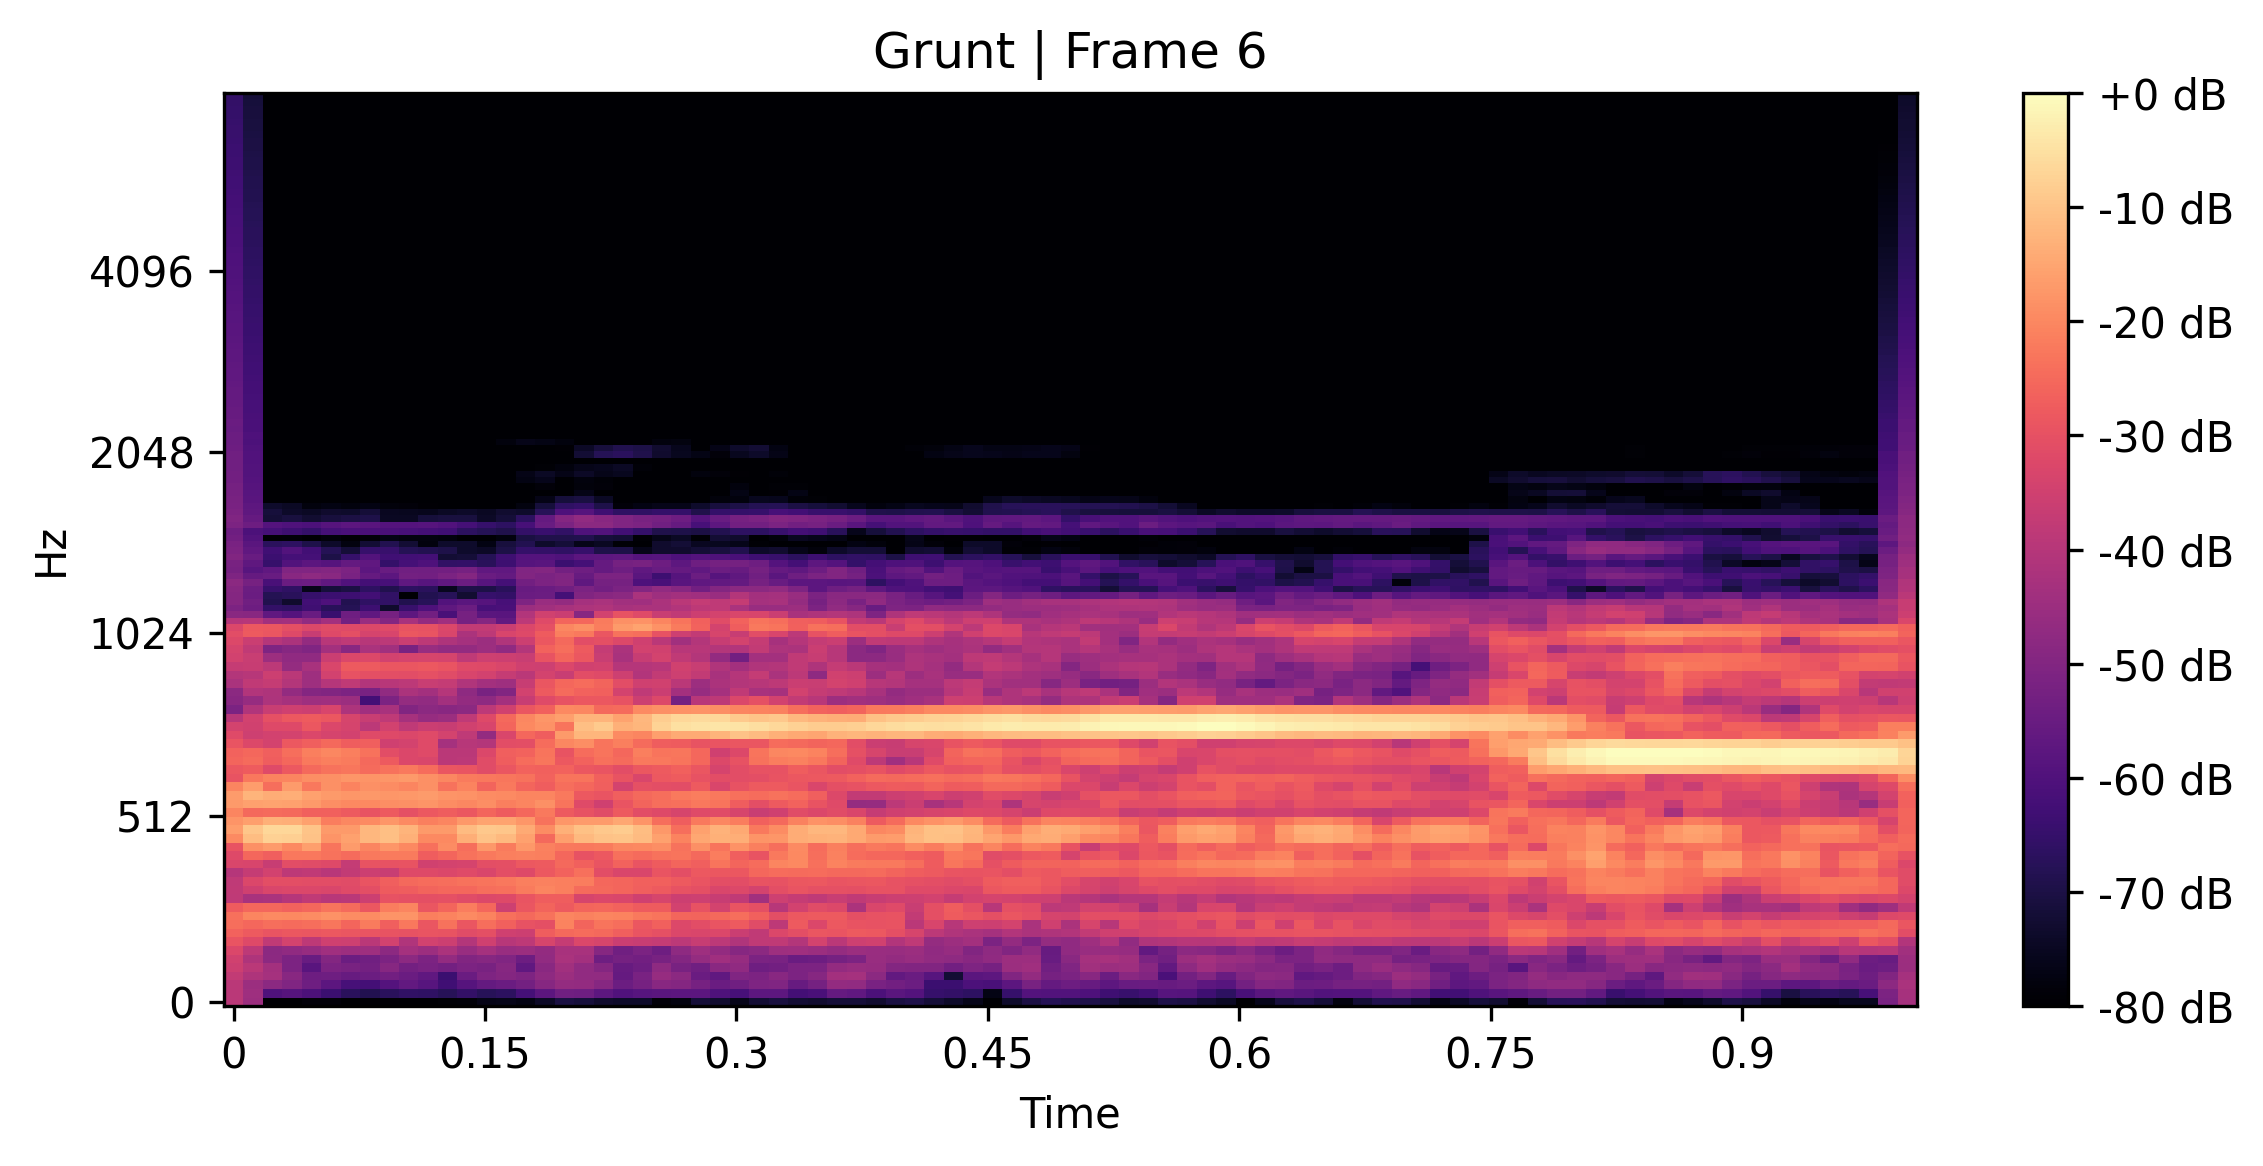 Grunt | Frame 6
Hz
4096
2048
1024
512
0
0 0.15 0.3 0.45 0.6 0.75 0.9
Time
+0 dB
-10 dB
-20 dB
-30 dB
-40 dB
-50 dB
-60 dB
-70 dB
-80 dB